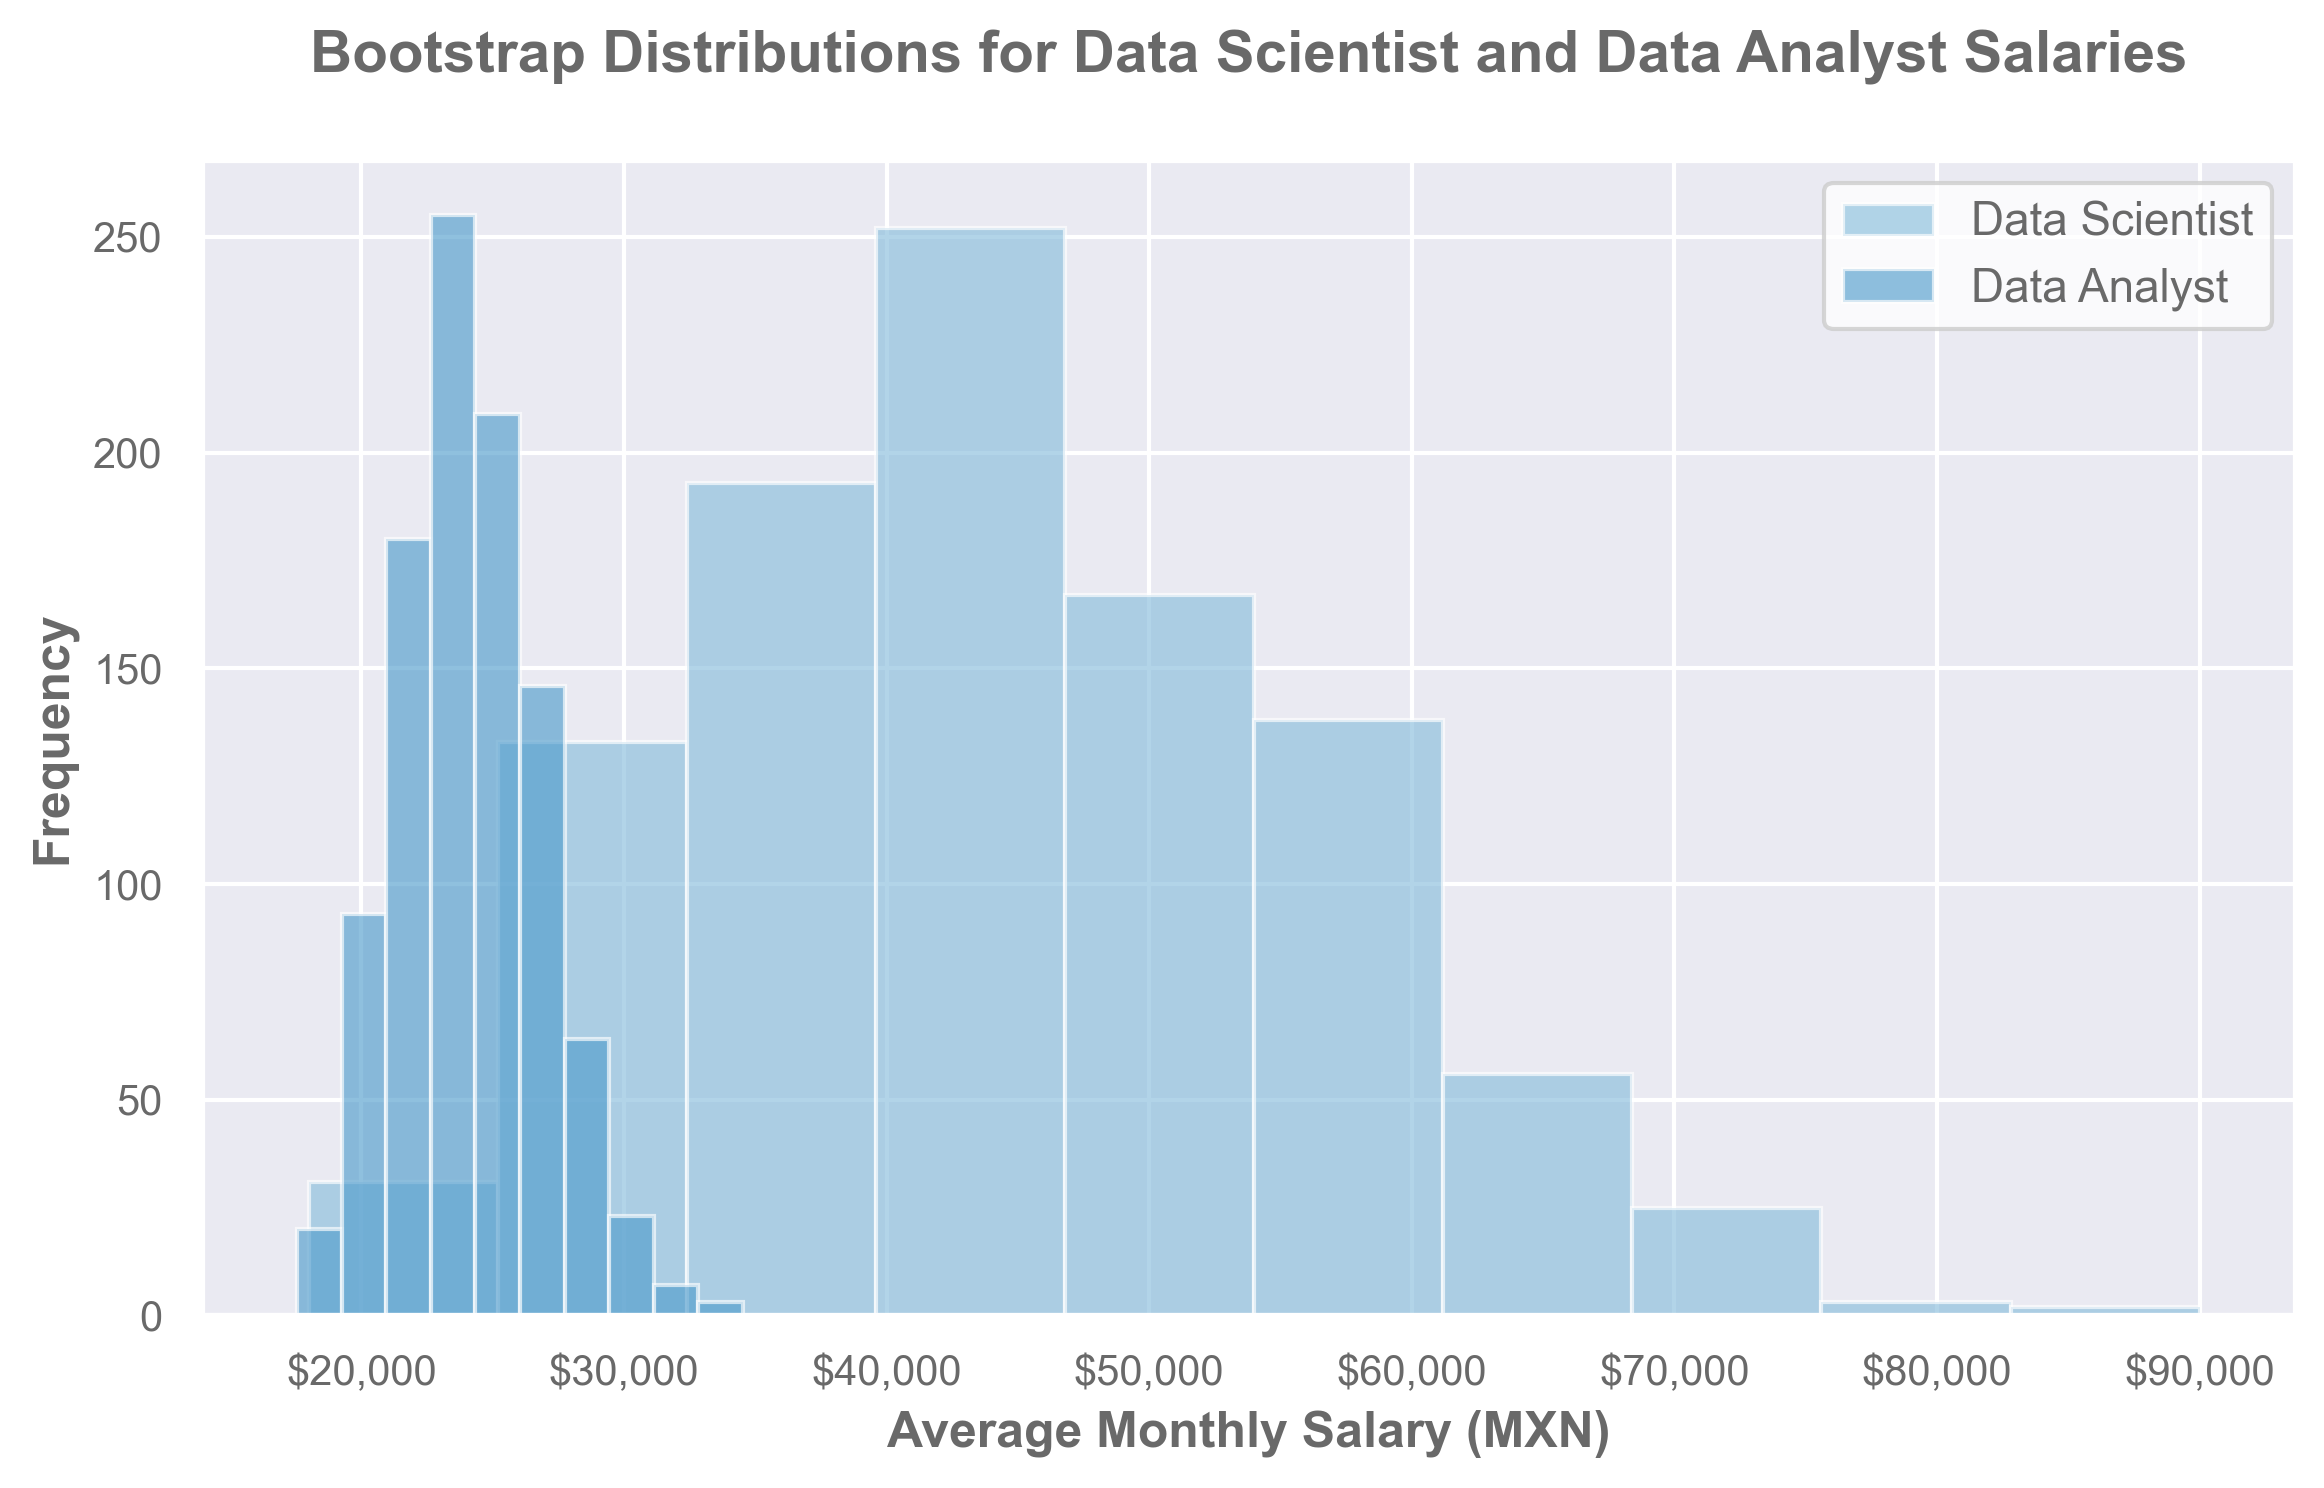 Bootstrap Distributions for Data Scientist and Data Analyst Salaries
Data Scientist
Data Analyst
Frequency
250
200
150
100
50
0
$20,000 $30,000 $40,000 $50,000 $60,000 $70,000 $80,000 $90,000
Average Monthly Salary (MXN)